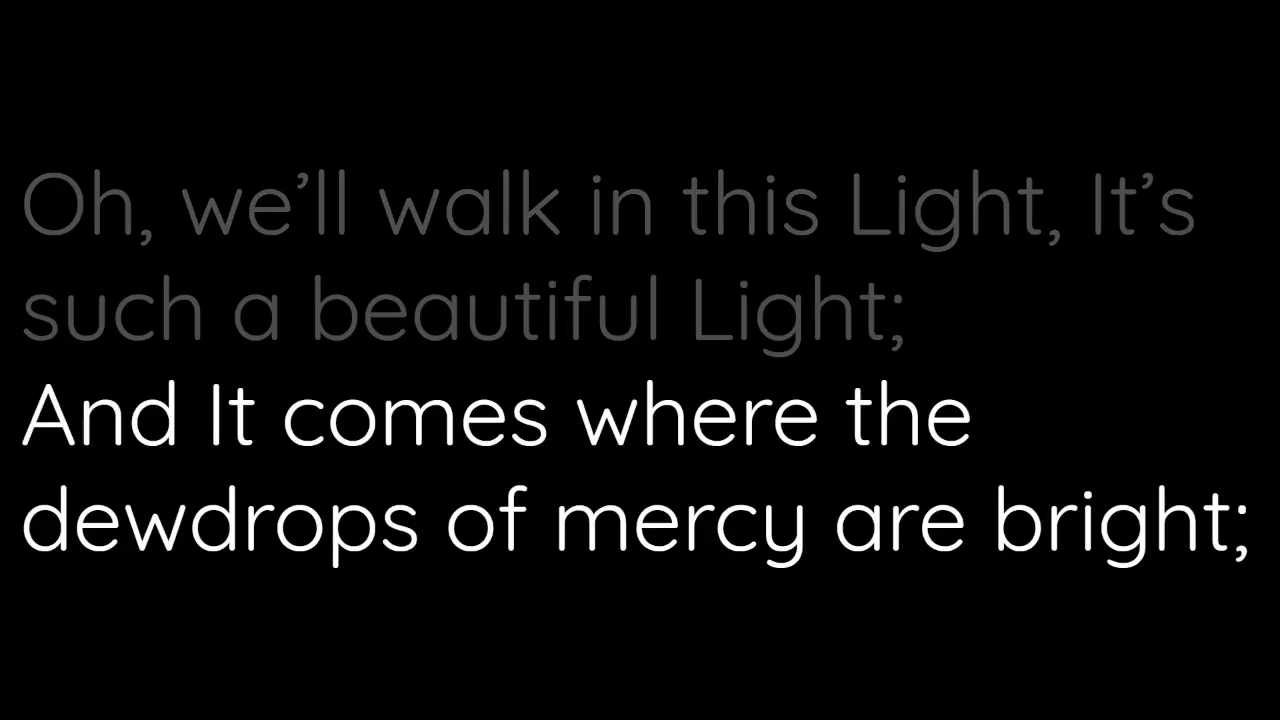 Oh, we’ll walk in this Light, It’s
such a beautiful Light;
And It comes where the
dewdrops of mercy are bright;